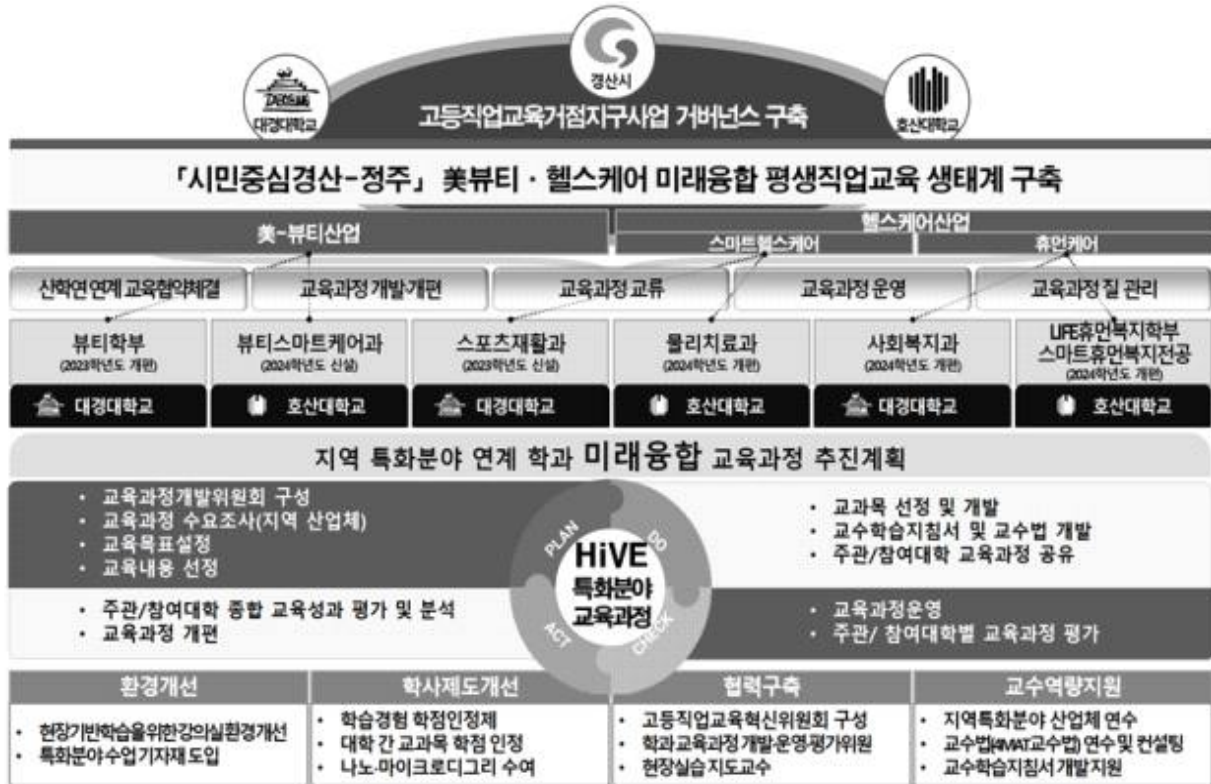 경산시
DAEKYEUNG
대경대학교
호산대학교
고등직업교육거점지구사업 거버넌스 구축
「시민중심경산-정주」 美뷰티 · 헬스케어 미래융합 평생직업교육 생태계 구축
美-뷰티산업
헬스케어산업
스마트헬스케어
휴먼케어
산학연 연계 교육협약체결
교육과정 개발·개편
교육과정 교류
교육과정 운영
교육과정 질 관리
뷰티학부
(2023학년도 개편)
대경대학교
뷰티스마트케어과
(2024학년도 신설)
호산대학교
스포츠재활과
(2023학년도 신설)
대경대학교
물리치료과
(2024학년도 개편)
호산대학교
사회복지과
(2024학년도 개편)
대경대학교
LIFE휴먼복지학부
스마트휴먼복지전공
(2024학년도 개편)
호산대학교
지역 특화분야 연계 학과 미래융합 교육과정 추진계획
• 교육과정개발위원회 구성
• 교육과정 수요조사(지역 산업체)
• 교육목표설정
• 교육내용 선정
PLAN
DO
• 교과목 선정 및 개발
• 교수학습지침서 및 교수법 개발
• 주관/참여대학 교육과정 공유
HiVE
특화분야
교육과정
• 주관/참여대학 종합 교육성과 평가 및 분석
• 교육과정 개편
ACT
CHECK
• 교육과정운영
• 주관/ 참여대학별 교육과정 평가
환경개선
• 현장기반학습을위한강의실환경개선
• 특화분야 수업 기자재 도입
학사제도개선
• 학습경험 학점인정제
• 대학 간 교과목 학점 인정
• 나노·마이크로디그리 수여
협력구축
• 고등직업교육혁신위원회 구성
• 학과 교육과정 개발·운영·평가위원
• 현장실습 지도교수
교수역량지원
• 지역특화분야 산업체 연수
• 교수법(4MAT교수법) 연수 및 컨설팅
• 교수학습지침서 개발지원